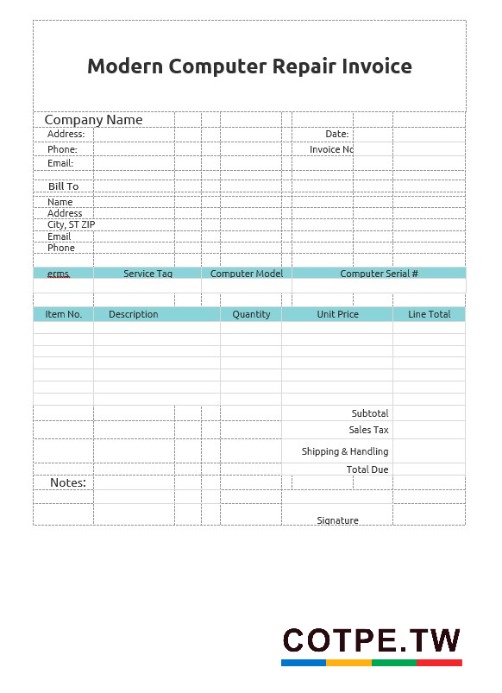 Modern Computer Repair Invoice
Company Name
Address: Date:
Phone: Invoice No
Email:
Bill To
Name
Address
City, ST ZIP
Email
Phone
erms Service Tag Computer Model Computer Serial #
Item No. Description Quantity Unit Price Line Total
Subtotal
Sales Tax
Shipping & Handling
Total Due
Notes:
Signature
COTPE.TW